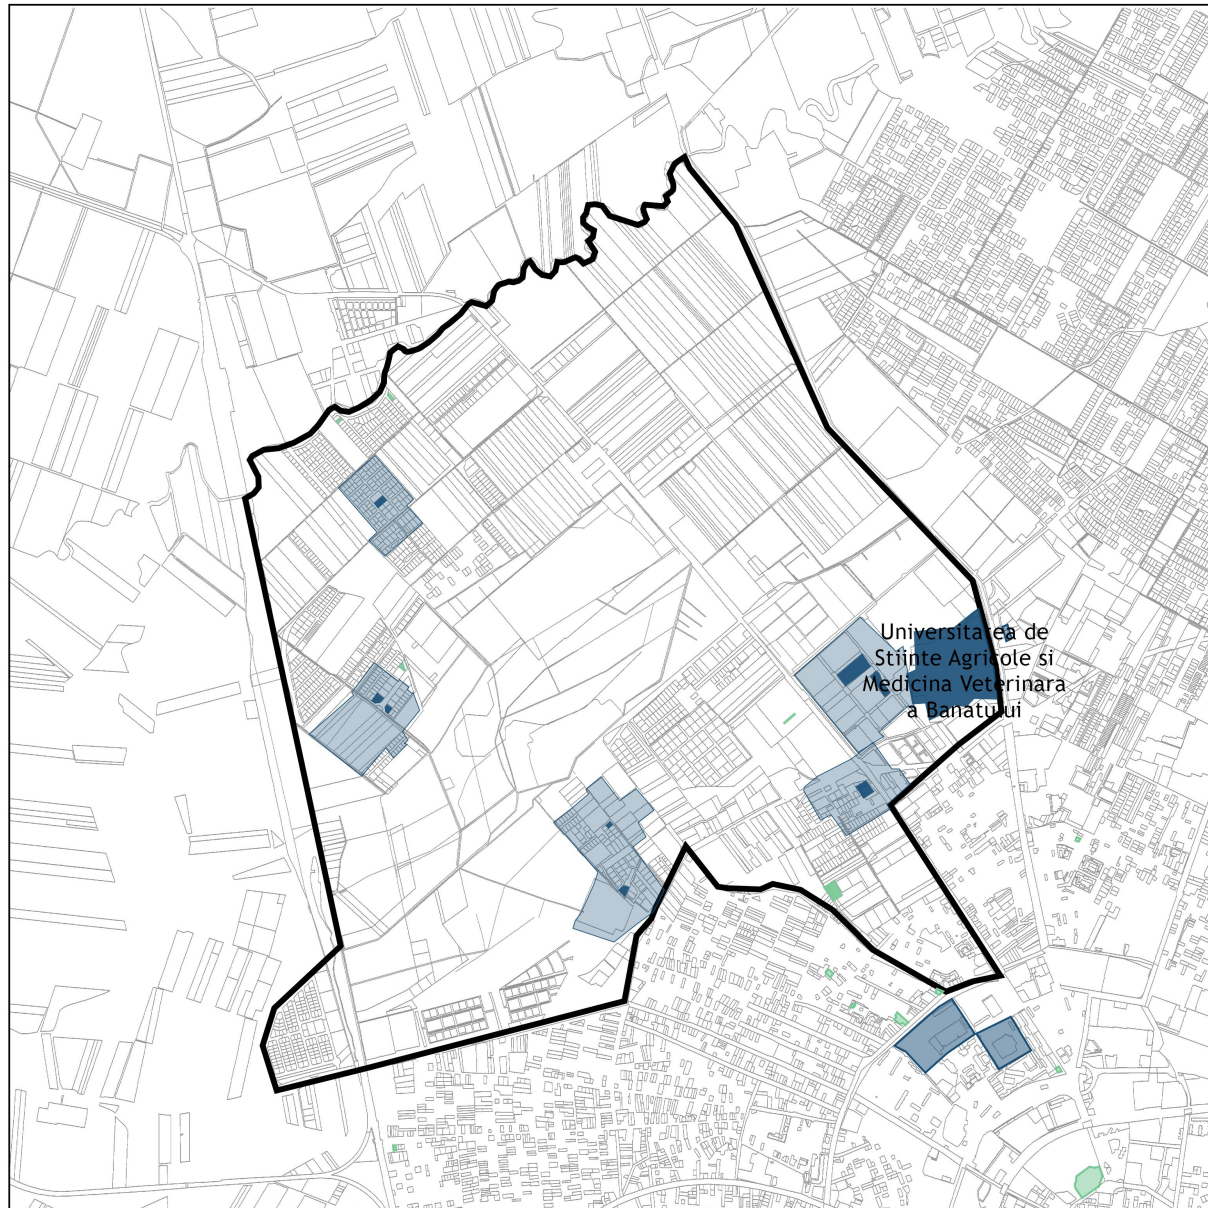 Universitatea de
Stiinte Agricole si
Medicina Veterinara
a Banatului